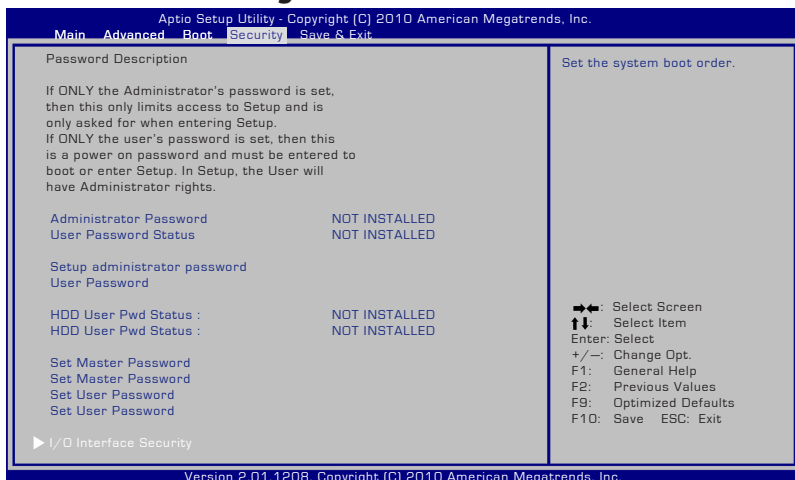 Aptio Setup Utility - Copyright (C) 2010 American Megatrends, Inc.
Main Advanced Boot Security Save & Exit
Password Description
If ONLY the Administrator's password is set,
then this only limits access to Setup and is
only asked for when entering Setup.
If ONLY the user's password is set, then this
is a power on password and must be entered to
boot or enter Setup. In Setup, the User will
have Administrator rights.
Administrator Password NOT INSTALLED
User Password Status NOT INSTALLED
Setup administrator password
User Password
HDD User Pwd Status : NOT INSTALLED
HDD User Pwd Status : NOT INSTALLED
Set Master Password
Set Master Password
Set User Password
Set User Password
▶ I/O Interface Security
Set the system boot order.
➡⬅: Select Screen
⬆⬇: Select Item
Enter: Select
+/—: Change Opt.
F1: General Help
F2: Previous Values
F9: Optimized Defaults
F10: Save ESC: Exit
Version 2.01.1208. Copyright (C) 2010 American Megatrends, Inc.